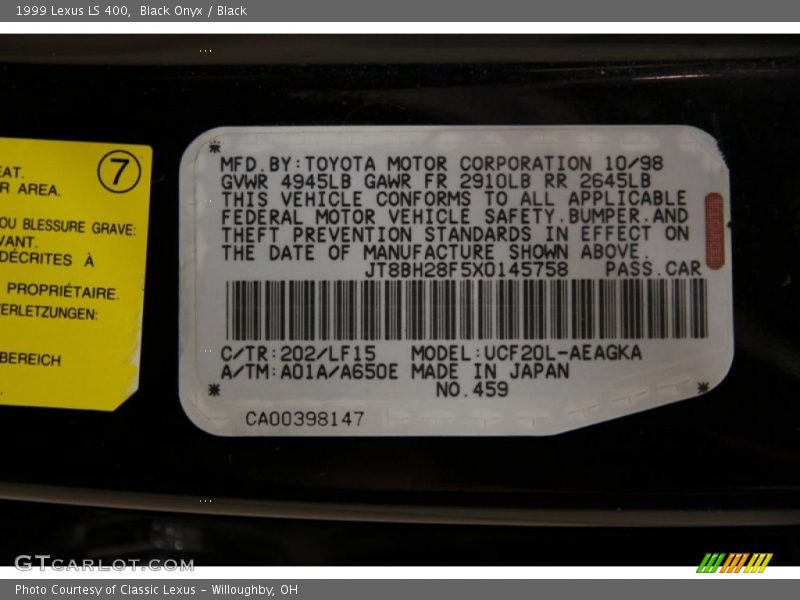 1999 Lexus LS 400, Black Onyx / Black
7
EAT.
R AREA.
OU BLESSURE GRAVE:
VANT.
DÉCRITES À
PROPRIÉTAIRE.
ERLETZUNGEN:
BEREICH
MFD.BY:TOYOTA MOTOR CORPORATION 10/98
GVWR 4945LB GAWR FR 2910LB RR 2645LB
THIS VEHICLE CONFORMS TO ALL APPLICABLE
FEDERAL MOTOR VEHICLE SAFETY.BUMPER.AND
THEFT PREVENTION STANDARDS IN EFFECT ON
THE DATE OF MANUFACTURE SHOWN ABOVE.
JT8BH28F5X0145758 PASS.CAR
C/TR:202/LF15 MODEL:UCF20L-AEAGKA
A/TM:A01A/A650E MADE IN JAPAN
NO.459
CA00398147
GTCARLOT.COM
Photo Courtesy of Classic Lexus - Willoughby, OH